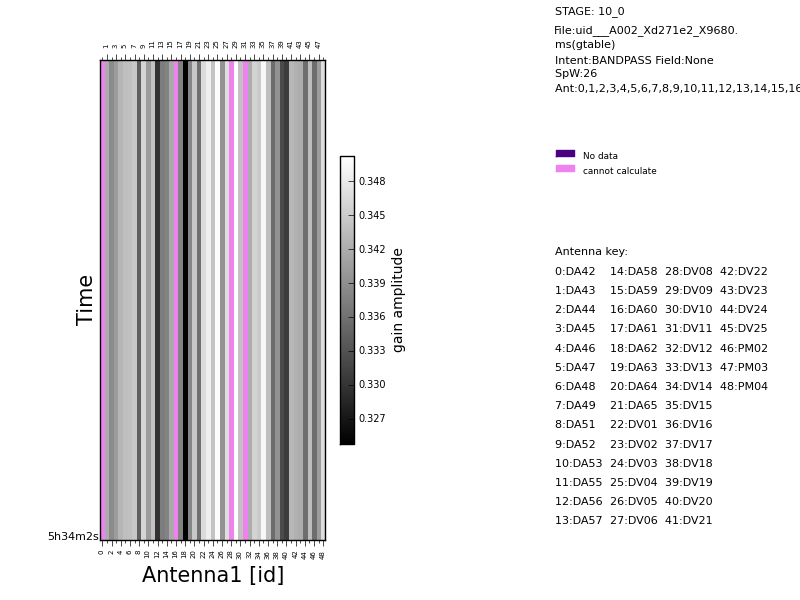 STAGE: 10_0
File:uid___A002_Xd271e2_X9680.
ms(gtable)
Intent:BANDPASS Field:None
SpW:26
Ant:0,1,2,3,4,5,6,7,8,9,10,11,12,13,14,15,16
1 3 5 7 9 11 13 15 17 19 21 23 25 27 29 31 33 35 37 39 41 43 45 47
No data
cannot calculate
0.348
0.345
0.342
0.339
0.336
0.333
0.330
0.327
gain amplitude
Time
Antenna key:
0:DA42 14:DA58 28:DV08 42:DV22
1:DA43 15:DA59 29:DV09 43:DV23
2:DA44 16:DA60 30:DV10 44:DV24
3:DA45 17:DA61 31:DV11 45:DV25
4:DA46 18:DA62 32:DV12 46:PM02
5:DA47 19:DA63 33:DV13 47:PM03
6:DA48 20:DA64 34:DV14 48:PM04
7:DA49 21:DA65 35:DV15
8:DA51 22:DV01 36:DV16
9:DA52 23:DV02 37:DV17
10:DA53 24:DV03 38:DV18
11:DA55 25:DV04 39:DV19
12:DA56 26:DV05 40:DV20
13:DA57 27:DV06 41:DV21
5h34m2s
0 2 4 6 8 10 12 14 16 18 20 22 24 26 28 30 32 34 36 38 40 42 44 46 48
Antenna1 [id]